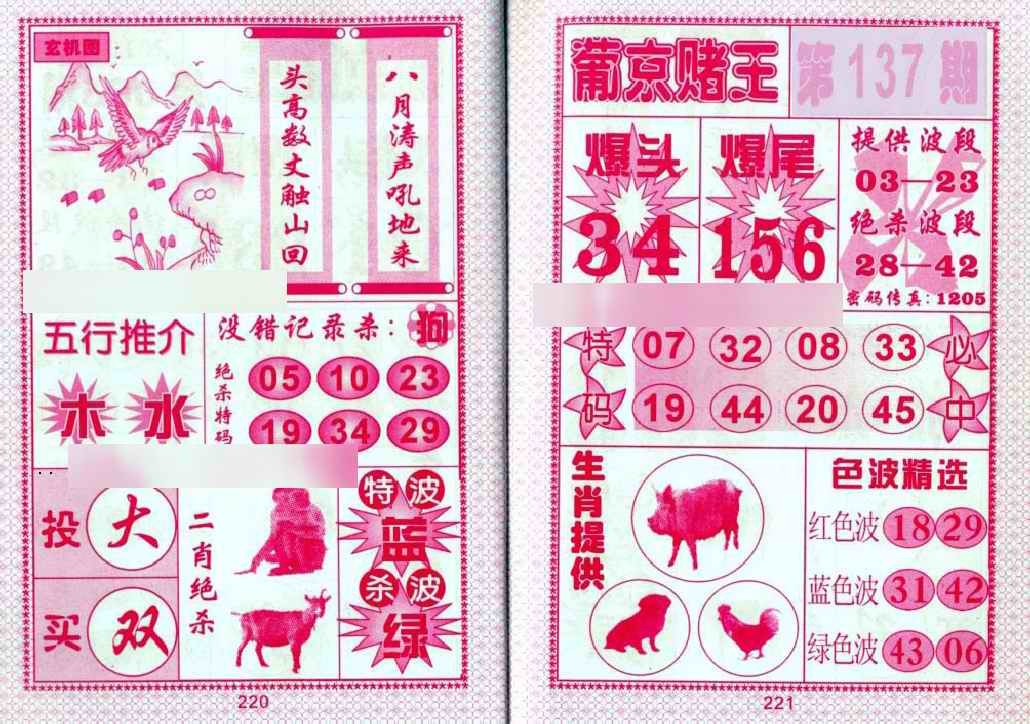 玄机图
八月涛声吼地来
头高数丈触山回
五行推介
木 水
没错记录杀：狗
绝杀特码
05 10 23
19 34 29
投 大
买 双
二肖绝杀
特波
蓝
杀波
绿
220
葡京赌王
第137期
爆头
34
爆尾
156
提供波段
03—23
绝杀波段
28—42
密码传真：1205
特码
07 32 08 33
19 44 20 45
必中
生肖提供
色波精选
红色波 18 29
蓝色波 31 42
绿色波 43 06
221